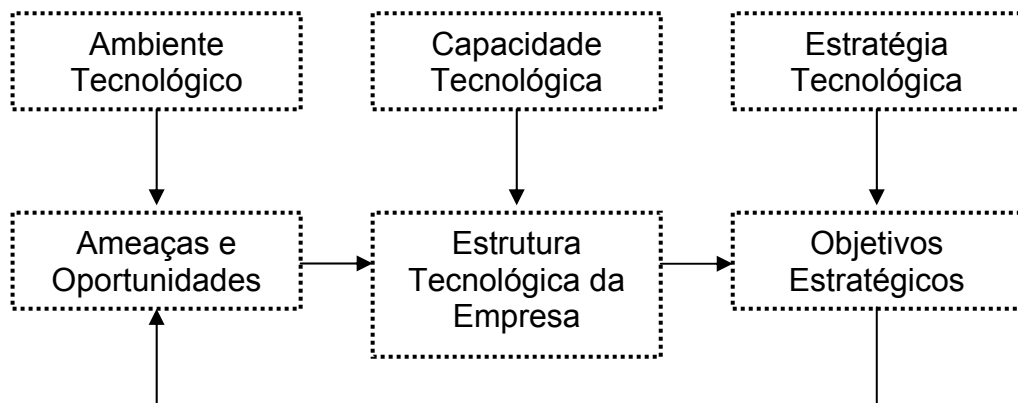 Ambiente
Tecnológico
Capacidade
Tecnológica
Estratégia
Tecnológica
Ameaças e
Oportunidades
Estrutura
Tecnológica da
Empresa
Objetivos
Estratégicos